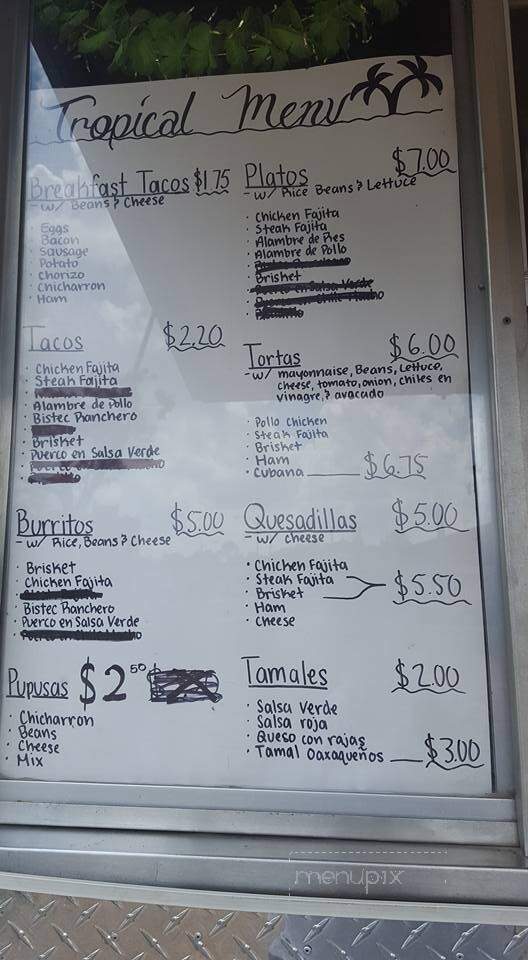 Tropical Menu
Breakfast Tacos $1.75
- w/ Beans & Cheese
· Eggs
· Bacon
· Sausage
· Potato
· Chorizo
· Chicharron
· Ham
Tacos $2.20
· Chicken Fajita
· Steak Fajita
· Alambre de Pollo
· Bistec Ranchero
· Brisket
· Puerco en Salsa Verde
Burritos $5.00
- w/ Rice, Beans & Cheese
· Brisket
· Chicken Fajita
· Bistec Ranchero
· Puerco en Salsa Verde
Pupusas $2.50
· Chicharron
· Beans
· Cheese
· Mix
Platos $7.00
- w/ Rice Beans & Lettuce
· Chicken Fajita
· Steak Fajita
· Alambre de Res
· Alambre de Pollo
· Brisket
· Puerco en Salsa Verde
Tortas $6.00
- w/ mayonnaise, Beans, Lettuce,
cheese, tomato, onion, chiles en
vinagre, & avocado
· Pollo Chicken
· Steak Fajita
· Brisket
· Ham
· Cubana $6.75
Quesadillas $5.00
- w/ cheese
· Chicken Fajita
· Steak Fajita
· Brisket $5.50
· Ham
· Cheese
Tamales $2.00
· Salsa Verde
· Salsa roja
· Queso con rajas
· Tamal Oaxaqueños $3.00
menupix